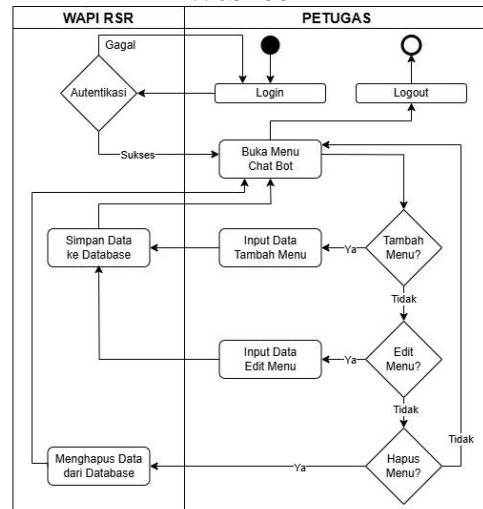 WAPI RSR
PETUGAS
Gagal
Autentikasi
Login
Logout
Sukses
Buka Menu
Chat Bot
Simpan Data
ke Database
Input Data
Tambah Menu
Ya
Tambah
Menu?
Tidak
Input Data
Edit Menu
Ya
Edit
Menu?
Tidak
Tidak
Menghapus Data
dari Database
Ya
Hapus
Menu?